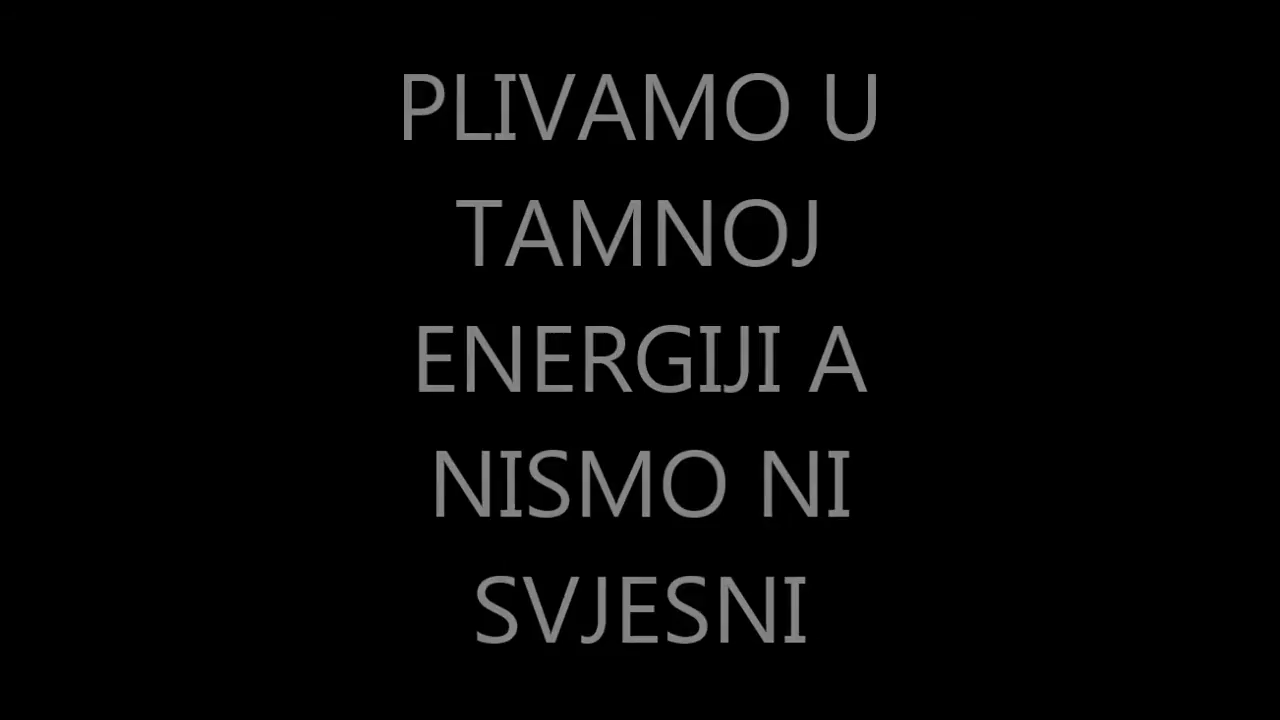 PLIVAMO U
TAMNOJ
ENERGIJI A
NISMO NI
SVJESNI